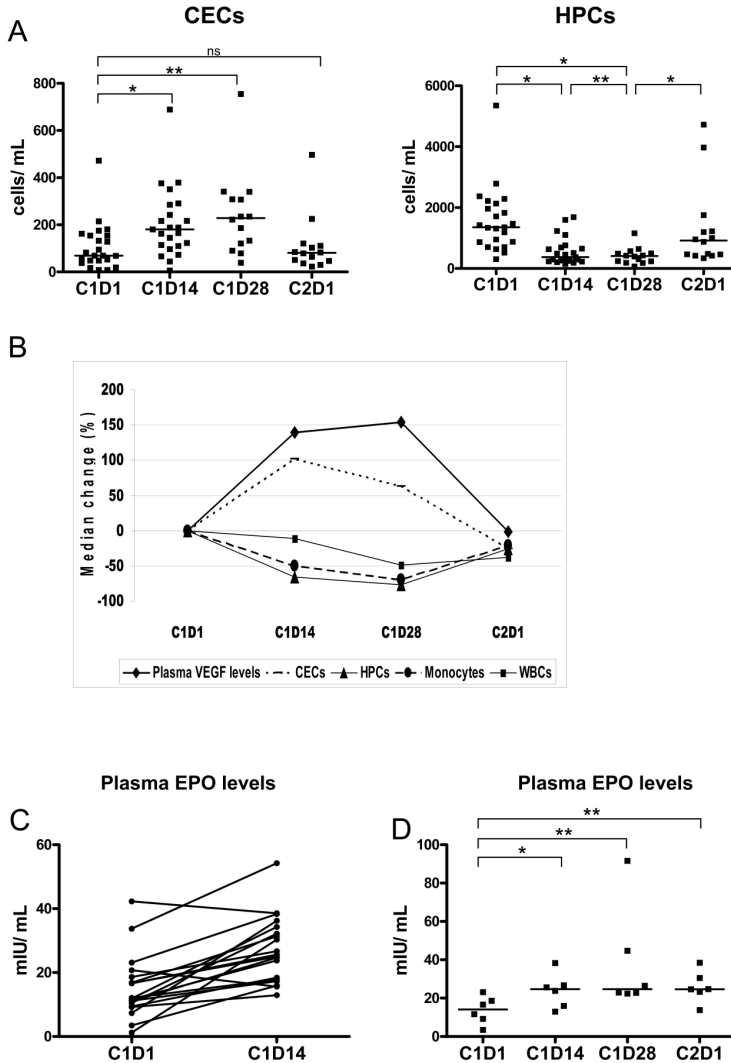 A
CECs
HPCs
ns
**
*
cells/ mL
800
600
400
200
0
C1D1 C1D14 C1D28 C2D1
*
* ** *
cells/ mL
6000
4000
2000
0
C1D1 C1D14 C1D28 C2D1
B
Median change (%)
200
150
100
50
0
-50
-100
C1D1 C1D14 C1D28 C2D1
Plasma VEGF levels CECs HPCs Monocytes WBCs
C
Plasma EPO levels
mIU/ mL
60
40
20
0
C1D1 C1D14
D
Plasma EPO levels
**
**
*
mIU/ mL
100
80
60
40
20
0
C1D1 C1D14 C1D28 C2D1